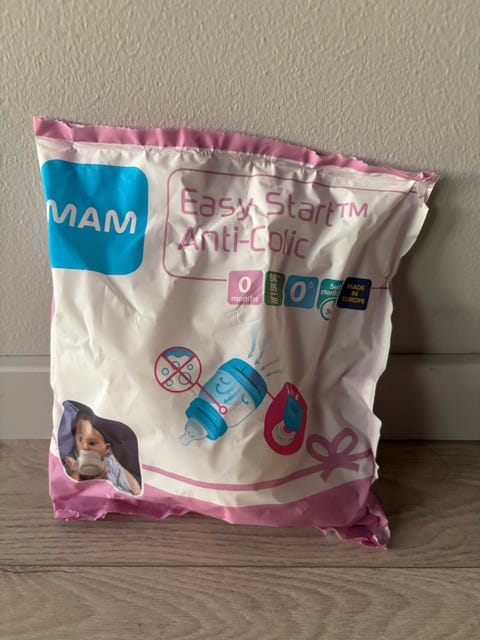 MAM
Easy Start™
Anti-Colic
0
months
0
MADE
IN
EUROPE